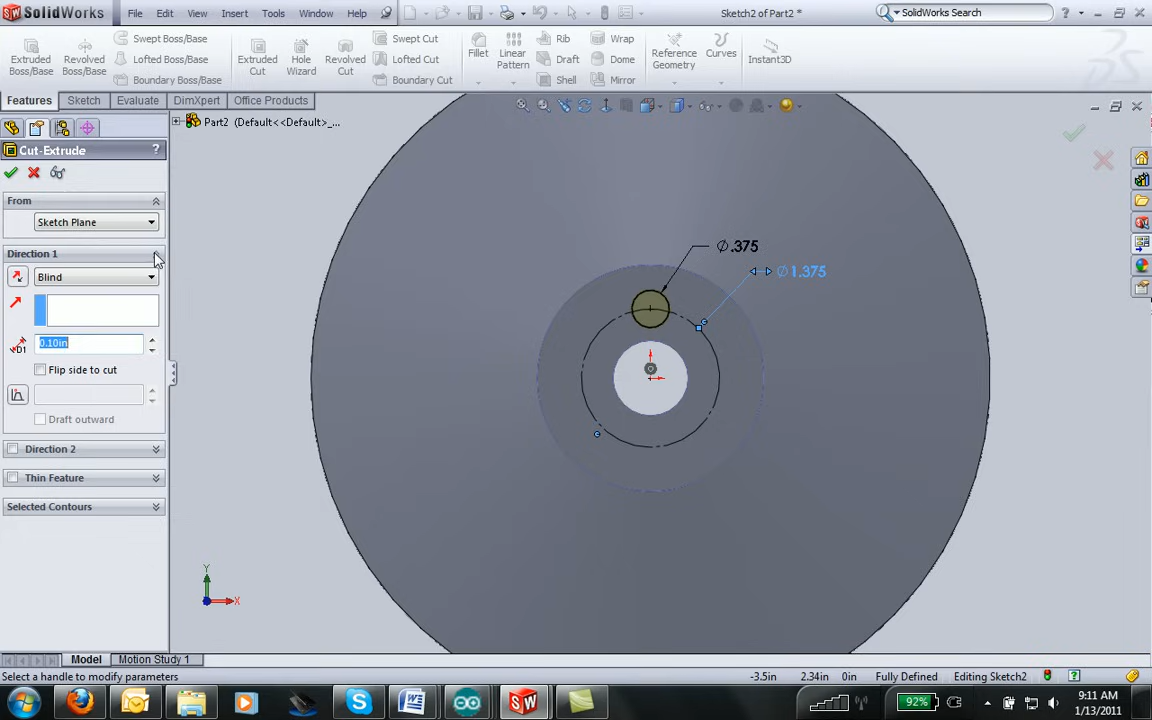 SolidWorks File Edit View Insert Tools Window Help Sketch2 of Part2 * SolidWorks Search ?
Extruded Boss/Base
Revolved Boss/Base
Swept Boss/Base
Lofted Boss/Base
Boundary Boss/Base
Extruded Cut
Hole Wizard
Revolved Cut
Swept Cut
Lofted Cut
Boundary Cut
Fillet
Linear Pattern
Rib
Draft
Shell
Wrap
Dome
Mirror
Reference Geometry
Curves
Instant3D
Features Sketch Evaluate DimXpert Office Products
Part2 (Default<<Default>_...
Cut-Extrude ?
From
Sketch Plane
Direction 1
Blind
D1 0.10in
Flip side to cut
Draft outward
Direction 2
Thin Feature
Selected Contours
Ø.375
Ø1.375
Y
X
Model Motion Study 1
Select a handle to modify parameters -3.5in 2.34in 0in Fully Defined Editing Sketch2
92% 9:11 AM
1/13/2011